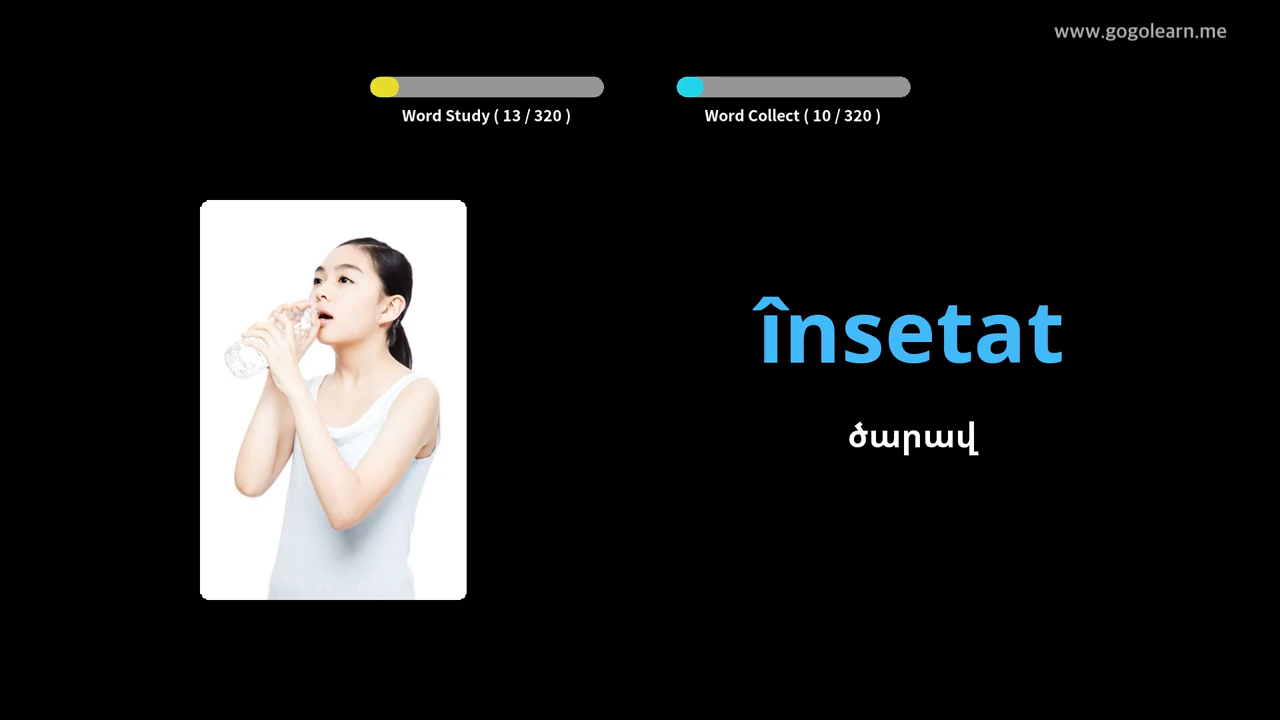 www.gogolearn.me
Word Study ( 13 / 320 )
Word Collect ( 10 / 320 )
însetat
ծարավ